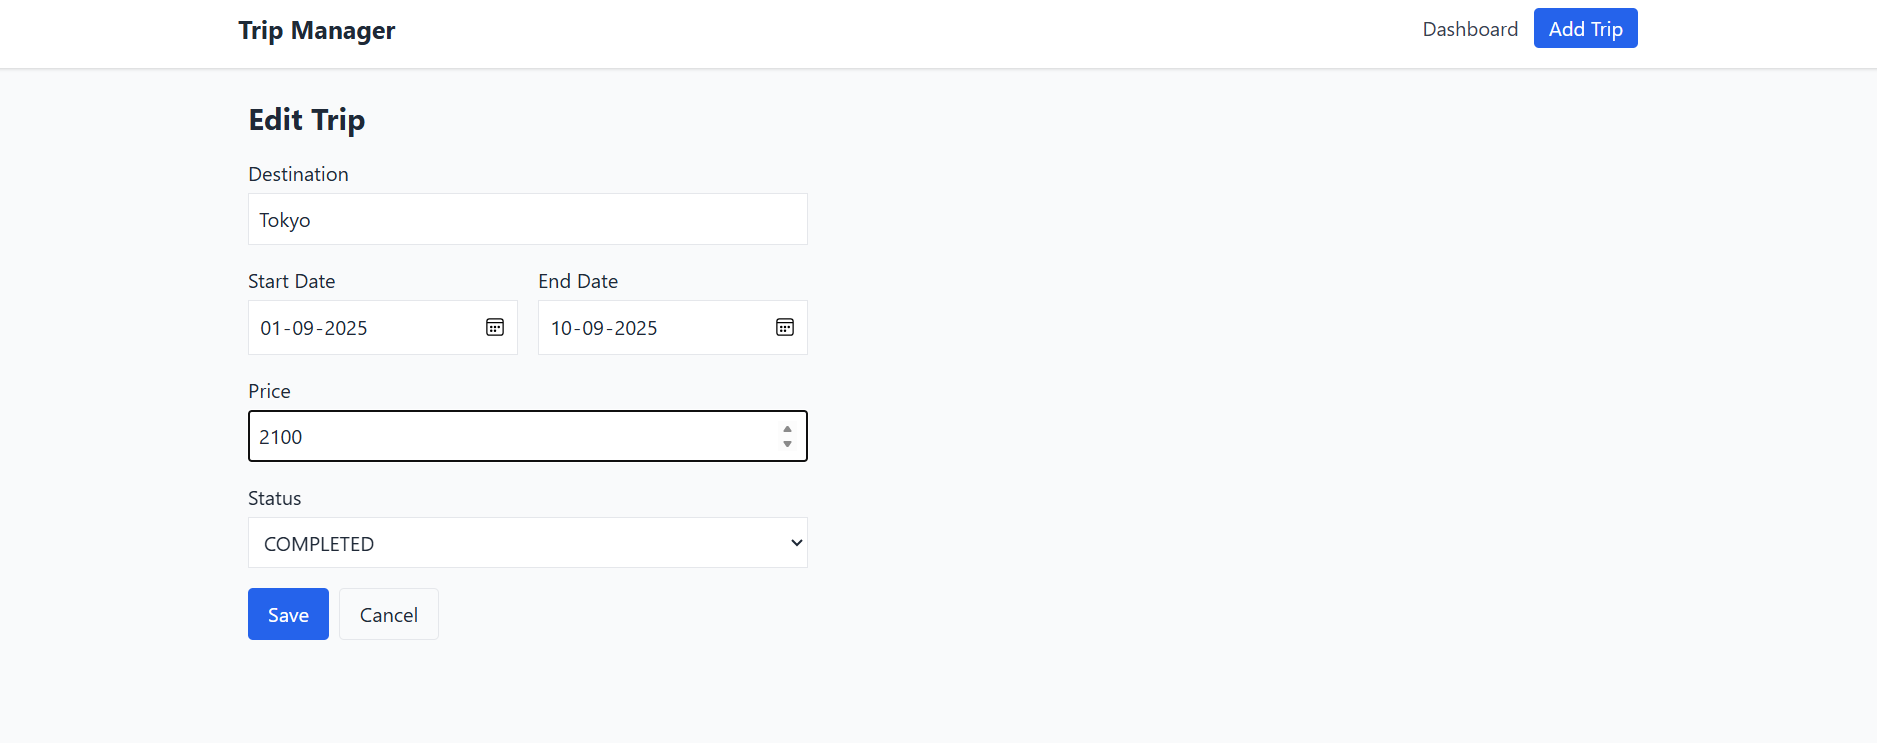 Trip Manager
Dashboard Add Trip
Edit Trip
Destination
Tokyo
Start Date End Date
01-09-2025 10-09-2025
Price
2100
Status
COMPLETED
Save Cancel